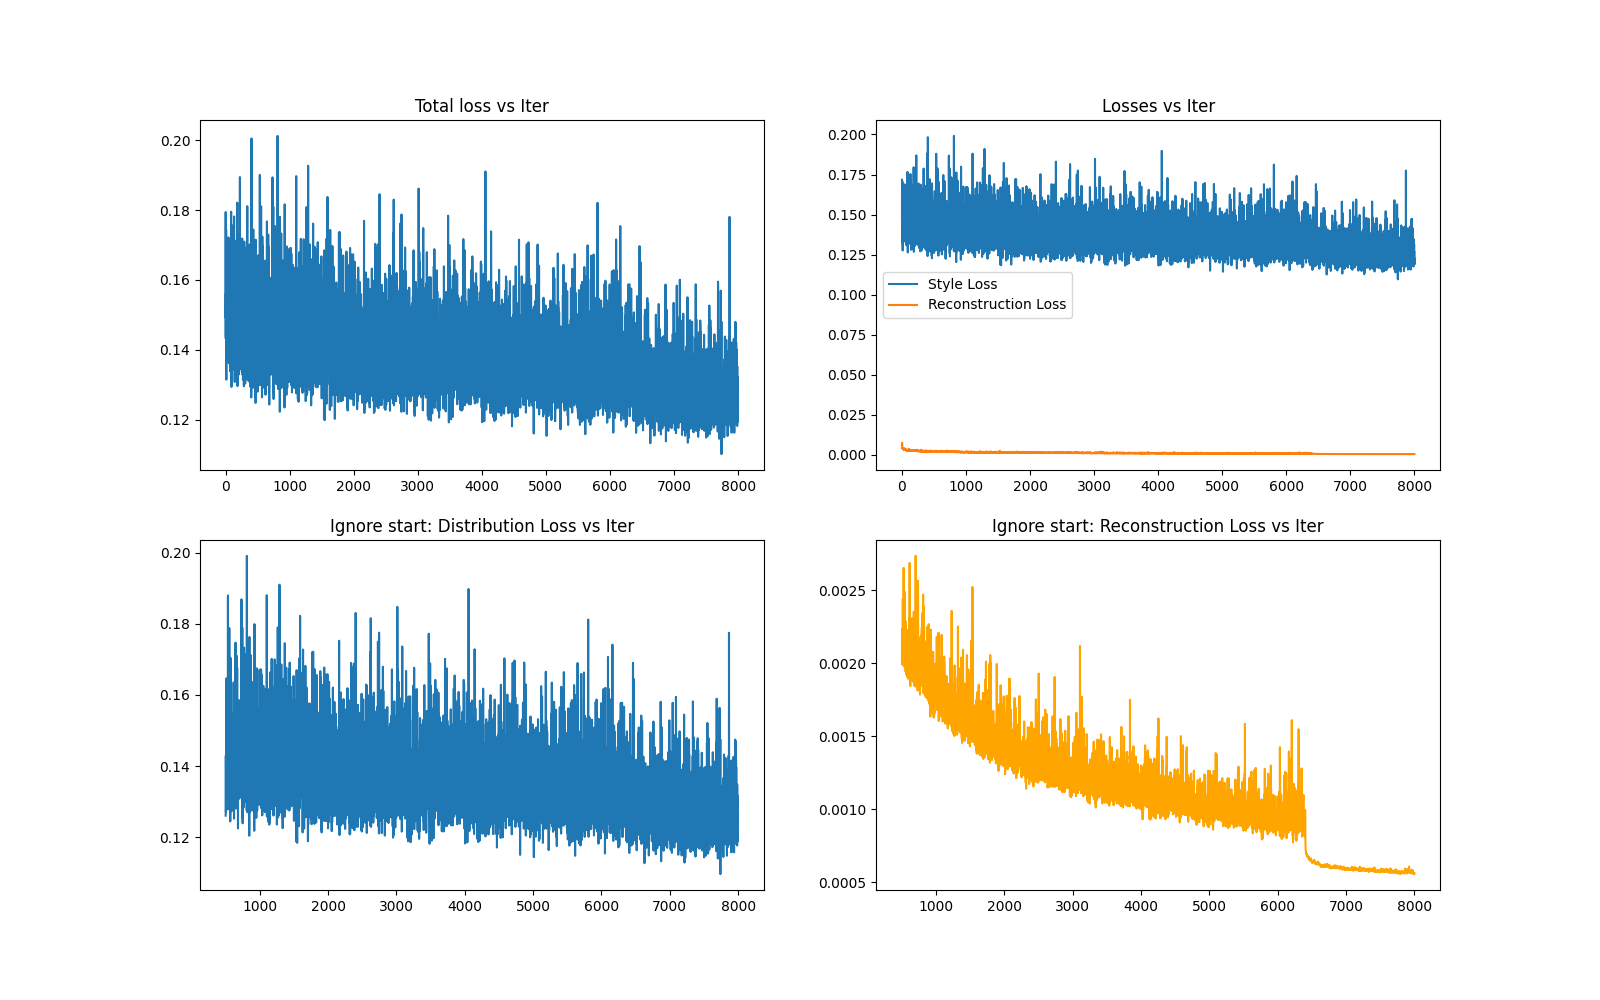 Total loss vs Iter
0.20
0.18
0.16
0.14
0.12
0 1000 2000 3000 4000 5000 6000 7000 8000
Losses vs Iter
0.200
0.175
0.150
0.125
0.100
0.075
0.050
0.025
0.000
Style Loss
Reconstruction Loss
0 1000 2000 3000 4000 5000 6000 7000 8000
Ignore start: Distribution Loss vs Iter
0.20
0.18
0.16
0.14
0.12
1000 2000 3000 4000 5000 6000 7000 8000
Ignore start: Reconstruction Loss vs Iter
0.0025
0.0020
0.0015
0.0010
0.0005
1000 2000 3000 4000 5000 6000 7000 8000